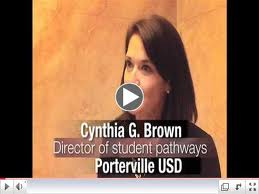 Cynthia G. Brown
Director of student pathways
Porterville USD